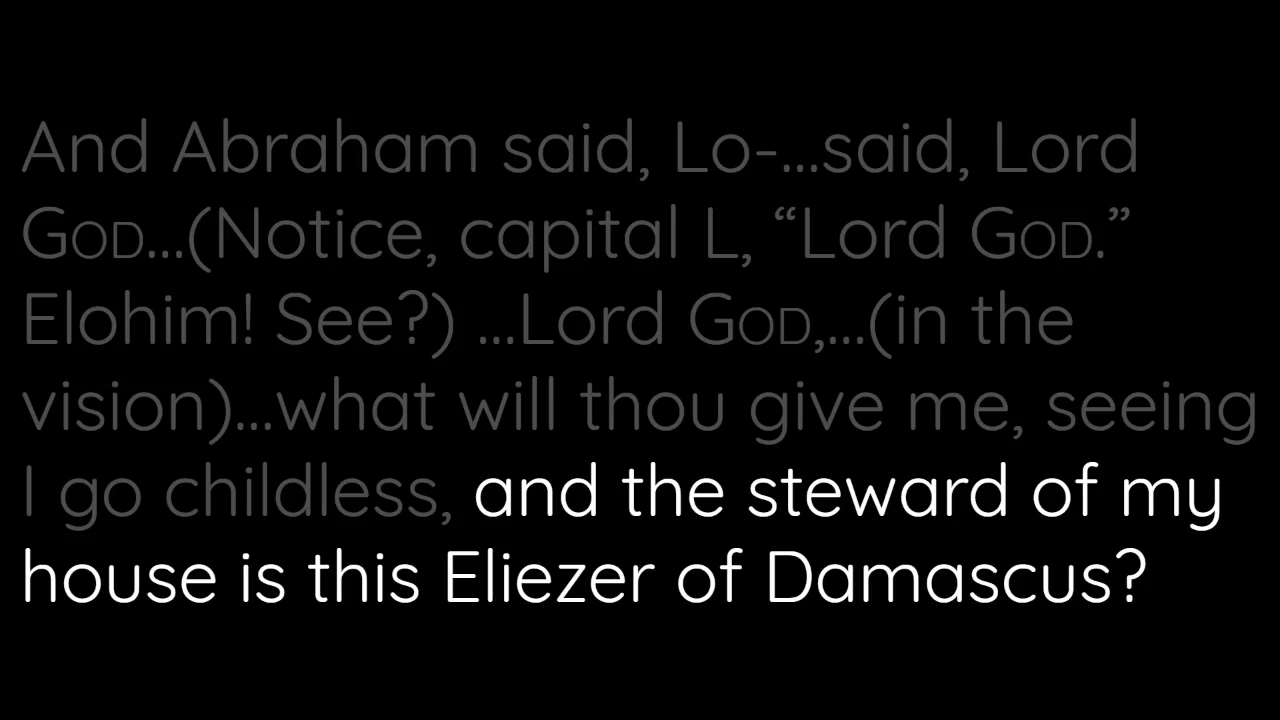 And Abraham said, Lo-...said, Lord
GOD...(Notice, capital L, “Lord GOD.”
Elohim! See?) ...Lord GOD,...(in the
vision)...what will thou give me, seeing
I go childless, and the steward of my
house is this Eliezer of Damascus?